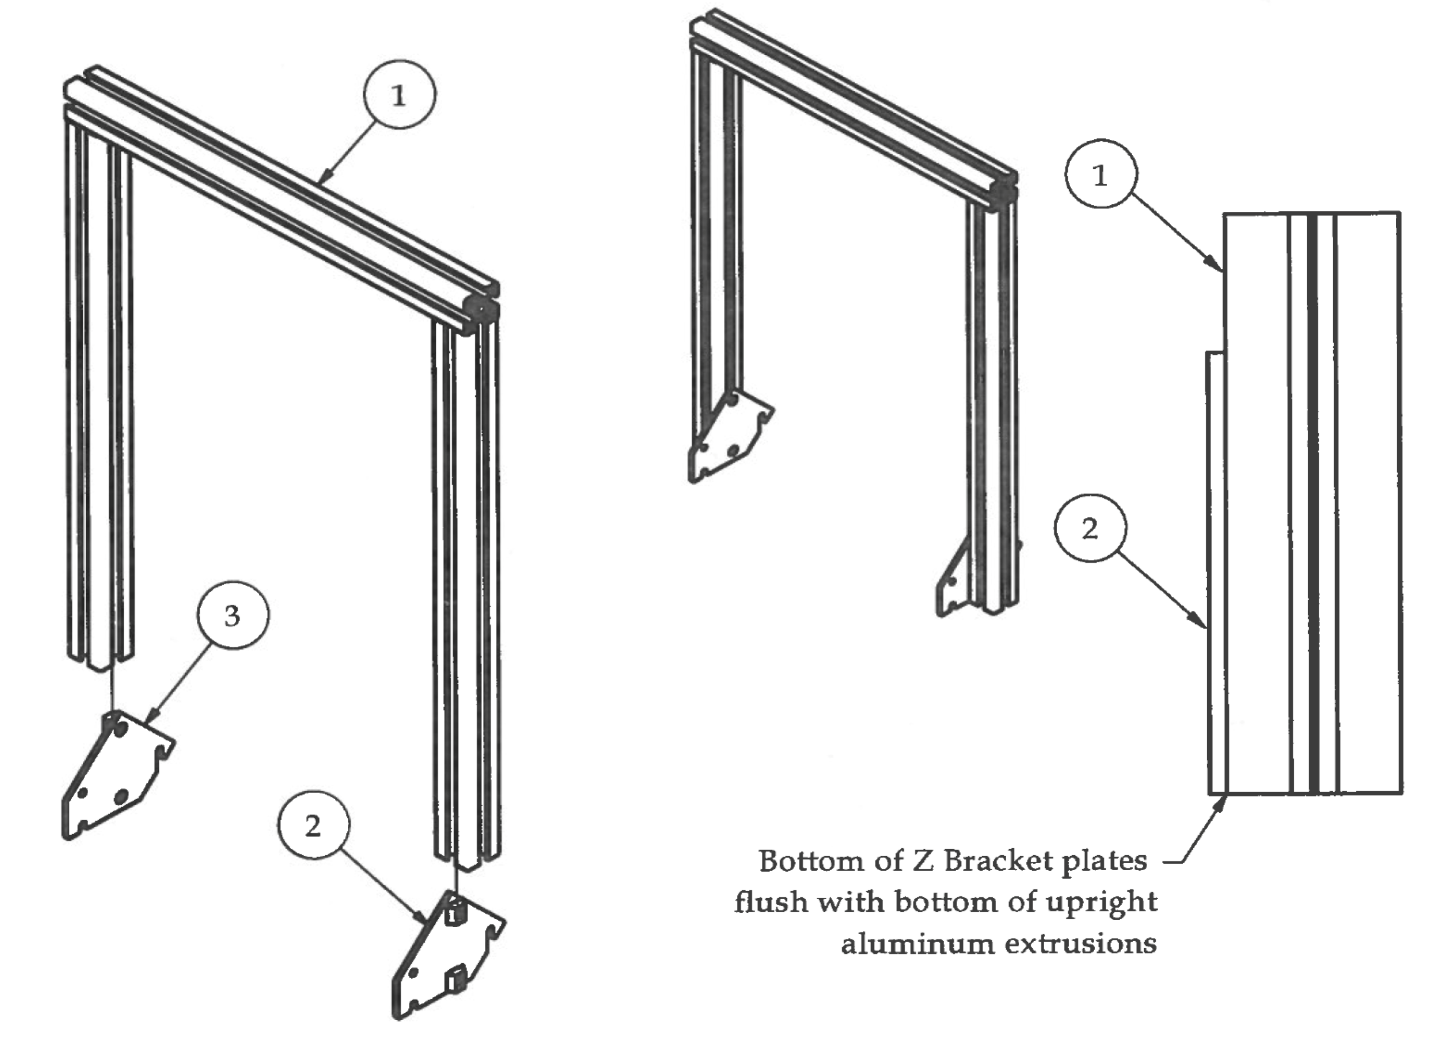 1
1
2
3
2
Bottom of Z Bracket plates
flush with bottom of upright
aluminum extrusions